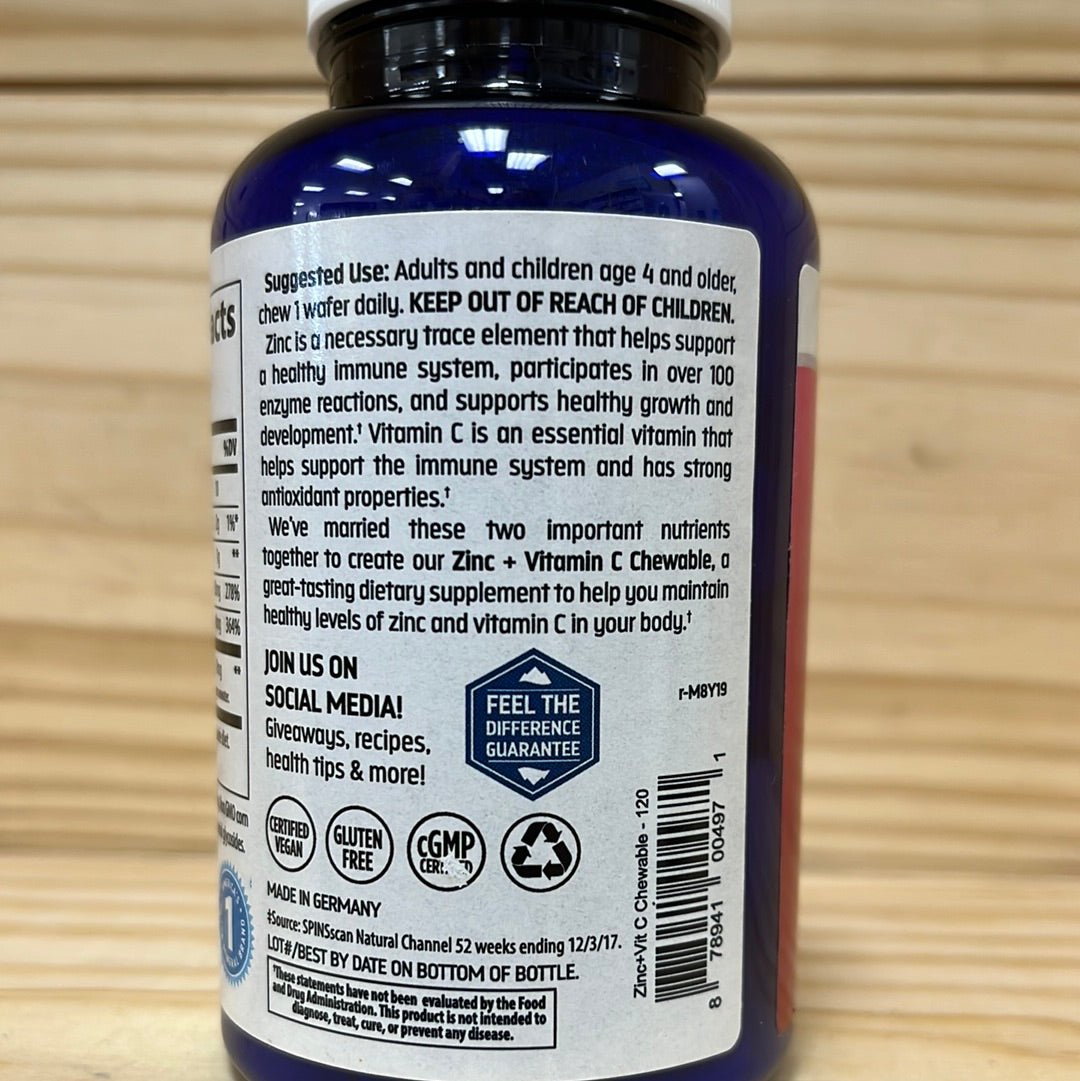 acts
%DV
1%*
**
270%
364%
**
Suggested Use: Adults and children age 4 and older,
chew 1 wafer daily. KEEP OUT OF REACH OF CHILDREN.
Zinc is a necessary trace element that helps support
a healthy immune system, participates in over 100
enzyme reactions, and supports healthy growth and
development.† Vitamin C is an essential vitamin that
helps support the immune system and has strong
antioxidant properties.†
We've married these two important nutrients
together to create our Zinc + Vitamin C Chewable, a
great-tasting dietary supplement to help you maintain
healthy levels of zinc and vitamin C in your body.†
JOIN US ON
SOCIAL MEDIA!
Giveaways, recipes,
health tips & more!
FEEL THE
DIFFERENCE
GUARANTEE
r-M8Y19
CERTIFIED
VEGAN
GLUTEN
FREE
cGMP
MADE IN GERMANY
‡Source: SPINSscan Natural Channel 52 weeks ending 12/3/17.
LOT#/BEST BY DATE ON BOTTOM OF BOTTLE.
†These statements have not been evaluated by the Food
and Drug Administration. This product is not intended to
diagnose, treat, cure, or prevent any disease.
Zinc+Vit C Chewable - 120
8 78941 00497 1
1